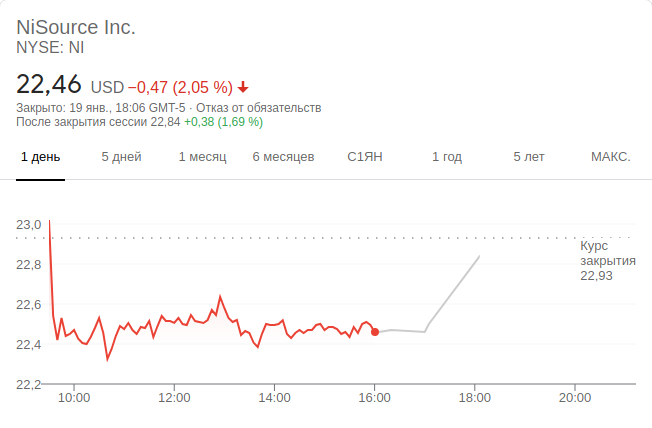 NiSource Inc.
NYSE: NI
22,46 USD −0,47 (2,05 %)
Закрыто: 19 янв., 18:06 GMT-5 · Отказ от обязательств
После закрытия сессии 22,84 +0,38 (1,69 %)
1 день 5 дней 1 месяц 6 месяцев С1ЯН 1 год 5 лет МАКС.
23,0
Курс
закрытия
22,93
22,8
22,6
22,4
22,2
10:00 12:00 14:00 16:00 18:00 20:00